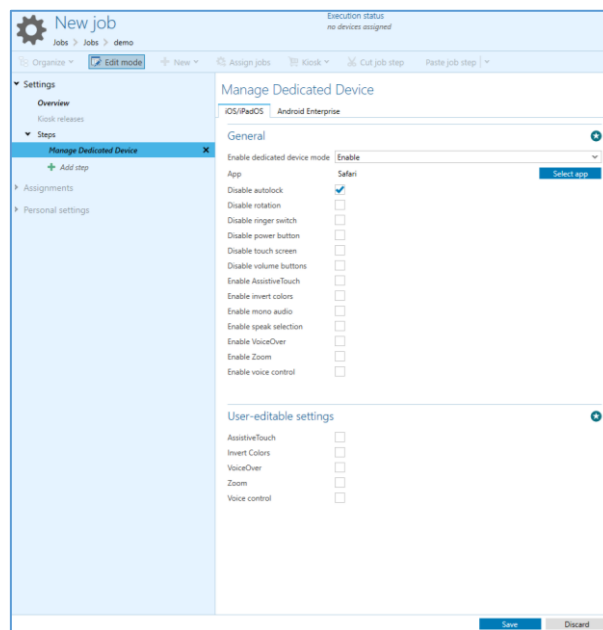 New job
Execution status
no devices assigned
Jobs > Jobs > demo
Organize
Edit mode
New
Assign jobs
Kiosk
Cut job step
Paste job step
Settings
Overview
Kiosk releases
Steps
Manage Dedicated Device
Add step
Assignments
Personal settings
Manage Dedicated Device
iOS/iPadOS
Android Enterprise
General
Enable dedicated device mode Enable
App Safari Select app
Disable autolock
Disable rotation
Disable ringer switch
Disable power button
Disable touch screen
Disable volume buttons
Enable AssistiveTouch
Enable invert colors
Enable mono audio
Enable speak selection
Enable VoiceOver
Enable Zoom
Enable voice control
User-editable settings
AssistiveTouch
Invert Colors
VoiceOver
Zoom
Voice control
Save
Discard